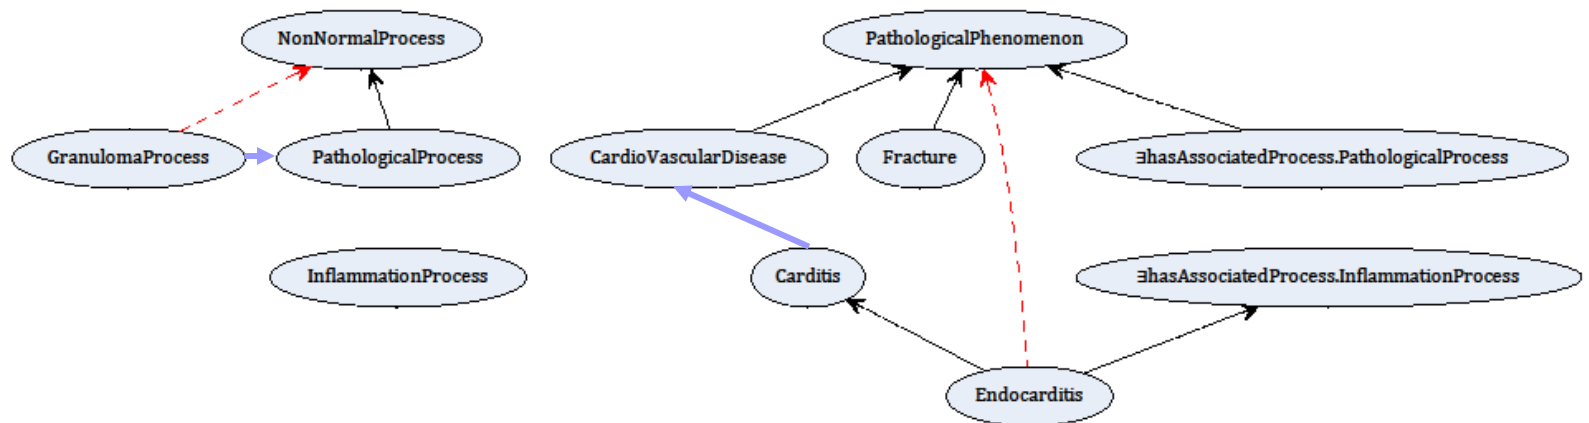 NonNormalProcess
PathologicalPhenomenon
GranulomaProcess
PathologicalProcess
CardioVascularDisease
Fracture
∃hasAssociatedProcess.PathologicalProcess
InflammationProcess
Carditis
∃hasAssociatedProcess.InflammationProcess
Endocarditis